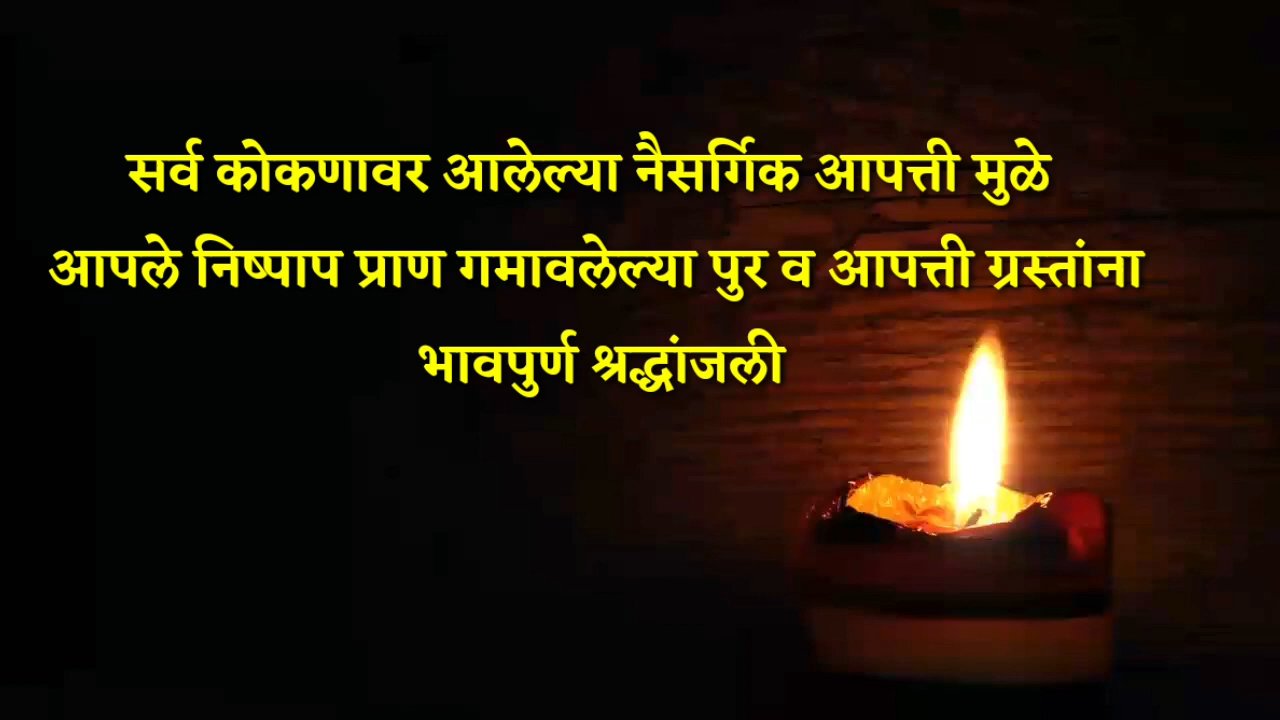 सर्व कोकणावर आलेल्या नैसर्गिक आपत्ती मुळे
आपले निष्पाप प्राण गमावलेल्या पुर व आपत्ती ग्रस्तांना
भावपुर्ण श्रद्धांजली